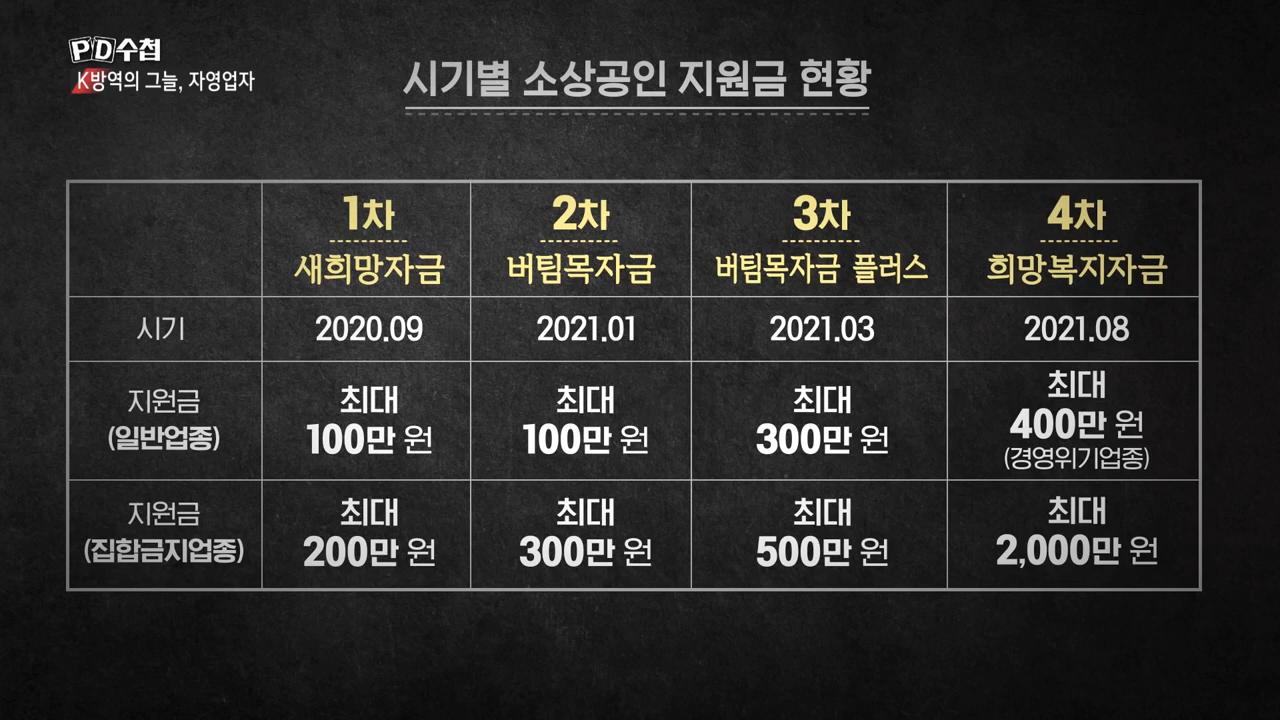 PD수첩
K방역의 그늘, 자영업자
시기별 소상공인 지원금 현황
1차
새희망자금
2차
버팀목자금
3차
버팀목자금 플러스
4차
희망복지자금
시기
2020.09
2021.01
2021.03
2021.08
지원금
(일반업종)
최대
100만 원
최대
100만 원
최대
300만 원
최대
400만 원
(경영위기업종)
지원금
(집합금지업종)
최대
200만 원
최대
300만 원
최대
500만 원
최대
2,000만 원